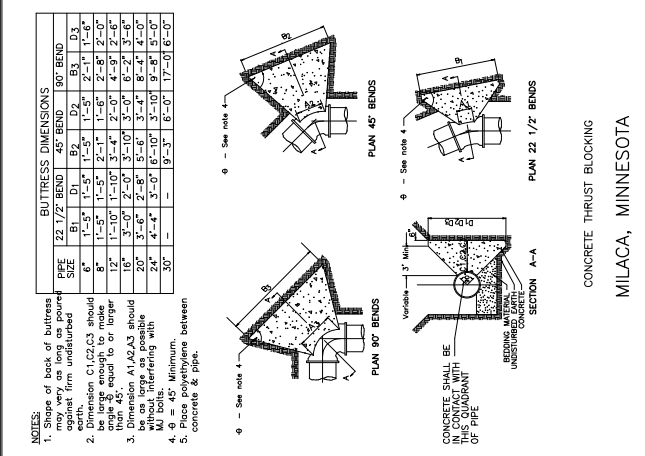 NOTES:
1. Shape of back of buttress
may vary as long as poured
against firm undisturbed
earth.
2. Dimension C1,C2,C3 should
be large enough to make
angle θ equal to or larger
than 45°.
3. Dimension A1,A2,A3 should
be as large as possible
without interfering with
MJ bolts.
4. θ = 45° Minimum.
5. Place polyethylene between
concrete & pipe.
BUTTRESS DIMENSIONS
PIPE SIZE 22 1/2° BEND 45° BEND 90° BEND
B1 D1 B2 D2 B3 D3
6" 1'-5" 1'-5" 1'-5" 1'-5" 2'-1" 1'-6"
8" 1'-5" 1'-5" 2'-1" 1'-6" 2'-8" 2'-0"
12" 1'-10" 1'-10" 3'-4" 2'-0" 4'-9" 2'-6"
16" 3'-0" 2'-0" 3'-10" 3'-0" 6'-2" 3'-6"
20" 3'-6" 2'-8" 5'-6" 3'-4" 8'-4" 4'-0"
24" 4'-4" 3'-0" 6'-10" 3'-10" 9'-8" 5'-0"
30" – – 9'-3" 6'-0" 17'-0" 6'-0"
θ - See note 4
B3
A
A
PLAN 90° BENDS
θ - See note 4
B2
A
A
PLAN 45° BENDS
CONCRETE SHALL BE
IN CONTACT WITH
THIS QUADRANT
OF PIPE
Variable
3" Min
6"
D1,D2,D3
BEDDING MATERIAL
UNDISTURBED EARTH
CONCRETE
SECTION A-A
θ - See note 4
B1
A
A
PLAN 22 1/2° BENDS
CONCRETE THRUST BLOCKING
MILACA, MINNESOTA